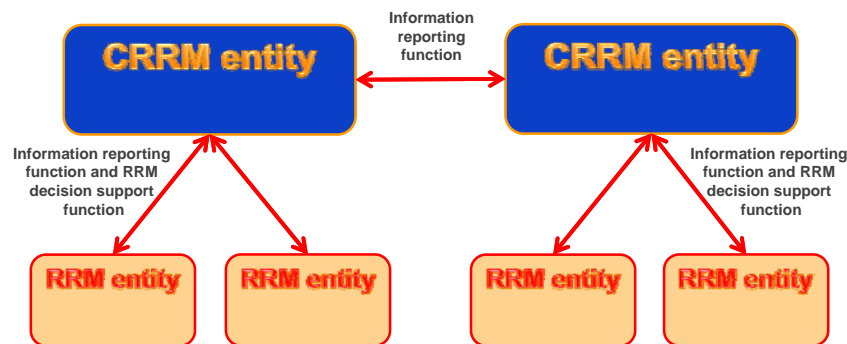 Information
reporting
function
CRRM entity
CRRM entity
Information reporting
function and RRM
decision support
function
Information reporting
function and RRM
decision support
function
RRM entity
RRM entity
RRM entity
RRM entity